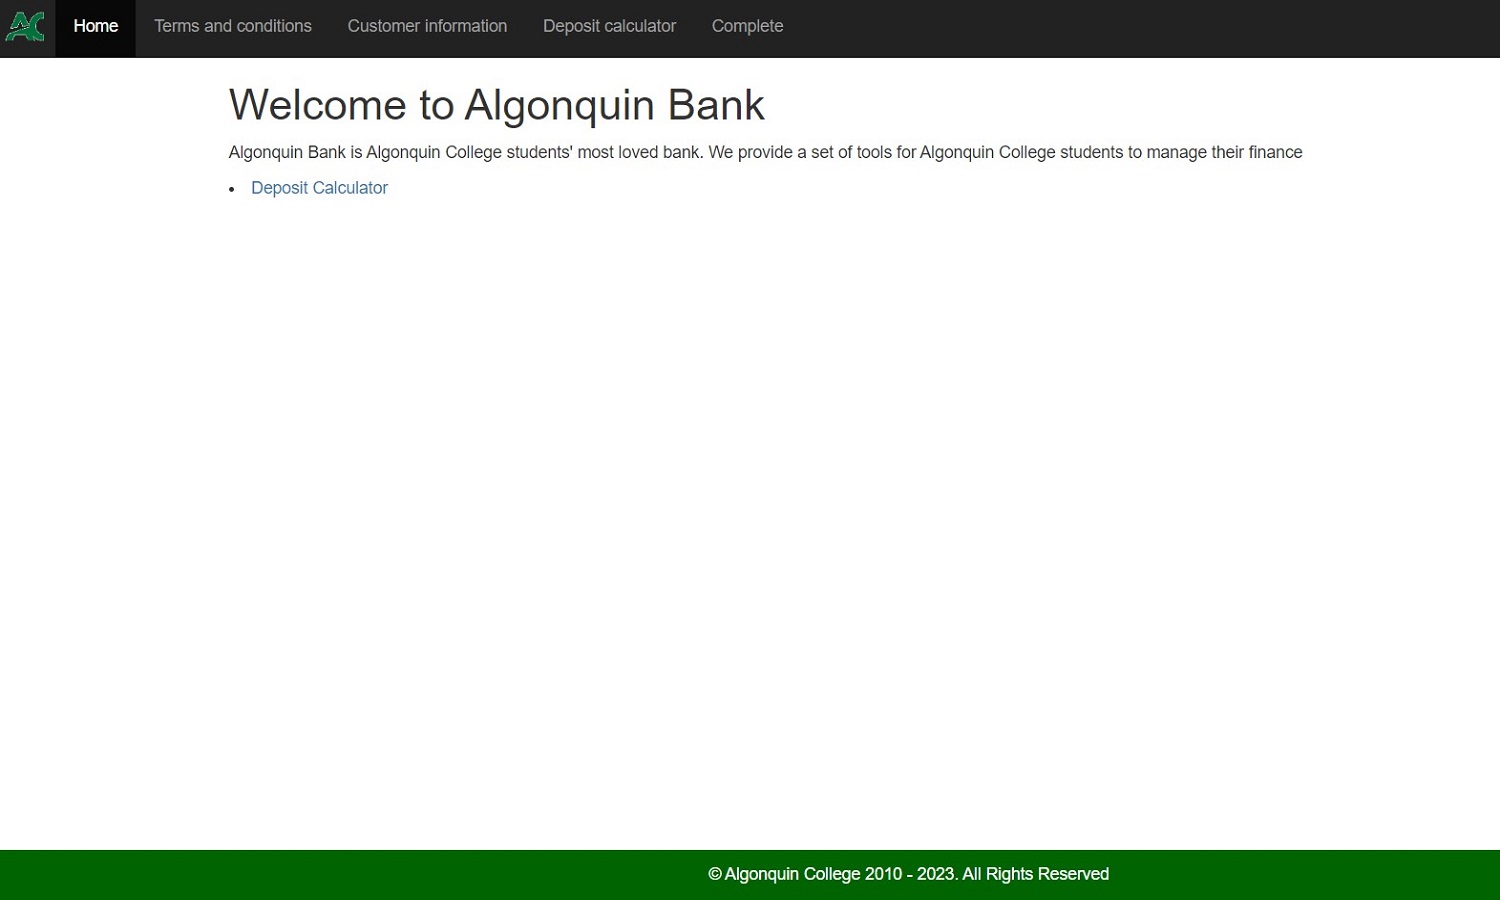 AC
Home Terms and conditions Customer information Deposit calculator Complete
Welcome to Algonquin Bank
Algonquin Bank is Algonquin College students' most loved bank. We provide a set of tools for Algonquin College students to manage their finance
• Deposit Calculator
© Algonquin College 2010 - 2023. All Rights Reserved